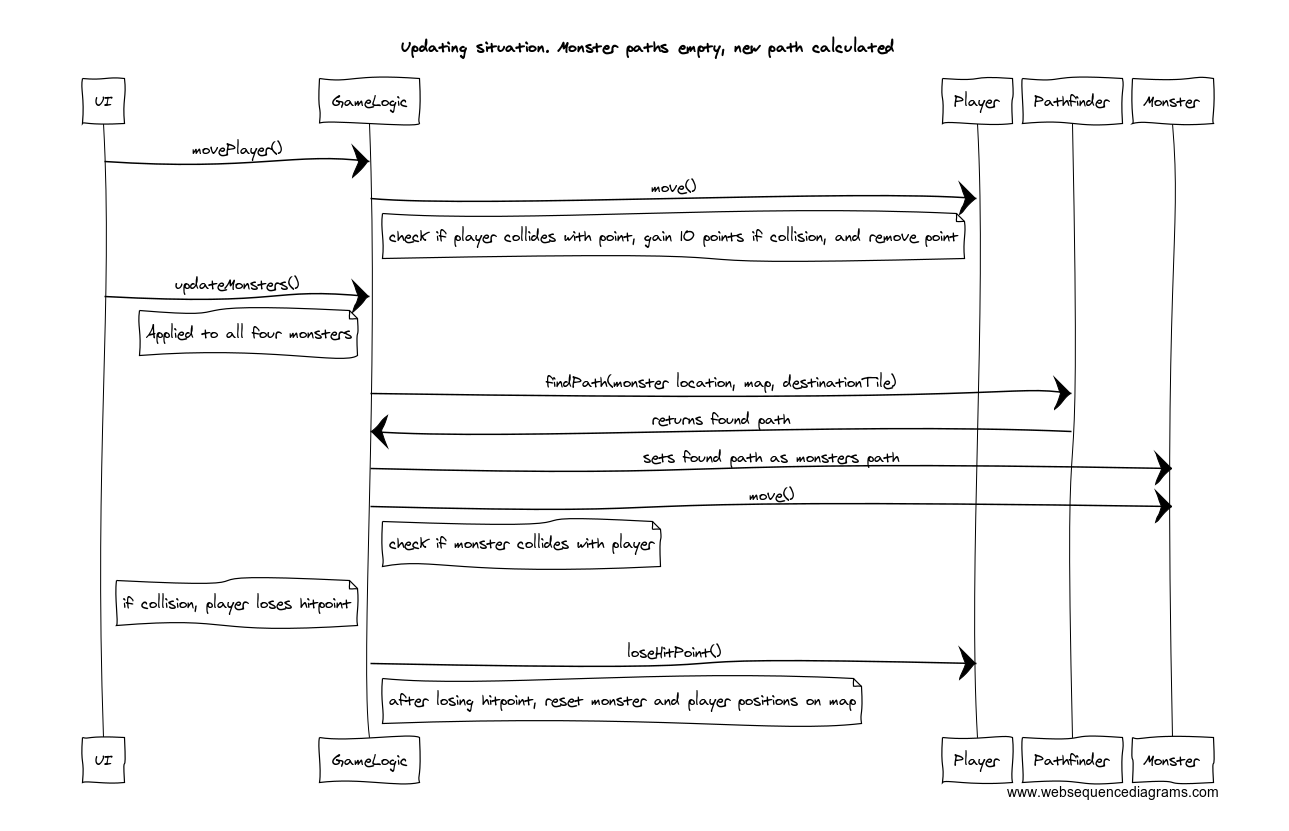 Updating situation. Monster paths empty, new path calculated
UI
GameLogic
Player
Pathfinder
Monster
movePlayer()
move()
check if player collides with point, gain 10 points if collision, and remove point
updateMonsters()
Applied to all four monsters
findPath(monster location, map, destinationTile)
returns found path
sets found path as monsters path
move()
check if monster collides with player
if collision, player loses hitpoint
loseHitPoint()
after losing hitpoint, reset monster and player positions on map
UI
GameLogic
Player
Pathfinder
Monster
www.websequencediagrams.com